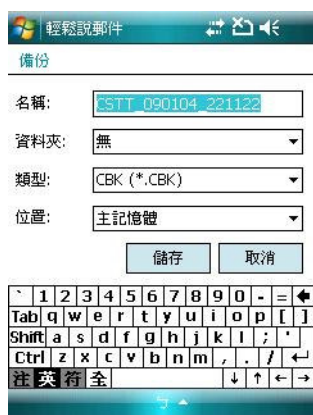 輕鬆說郵件
備份
名稱: CSTT_090104_221122
資料夾: 無
類型: CBK (*.CBK)
位置: 主記憶體
儲存 取消
` 1 2 3 4 5 6 7 8 9 0 - =
Tab q w e r t y u i o p [ ]
Shift a s d f g h j k l ; '
Ctrl z x c v b n m , . /
注 英 符 全